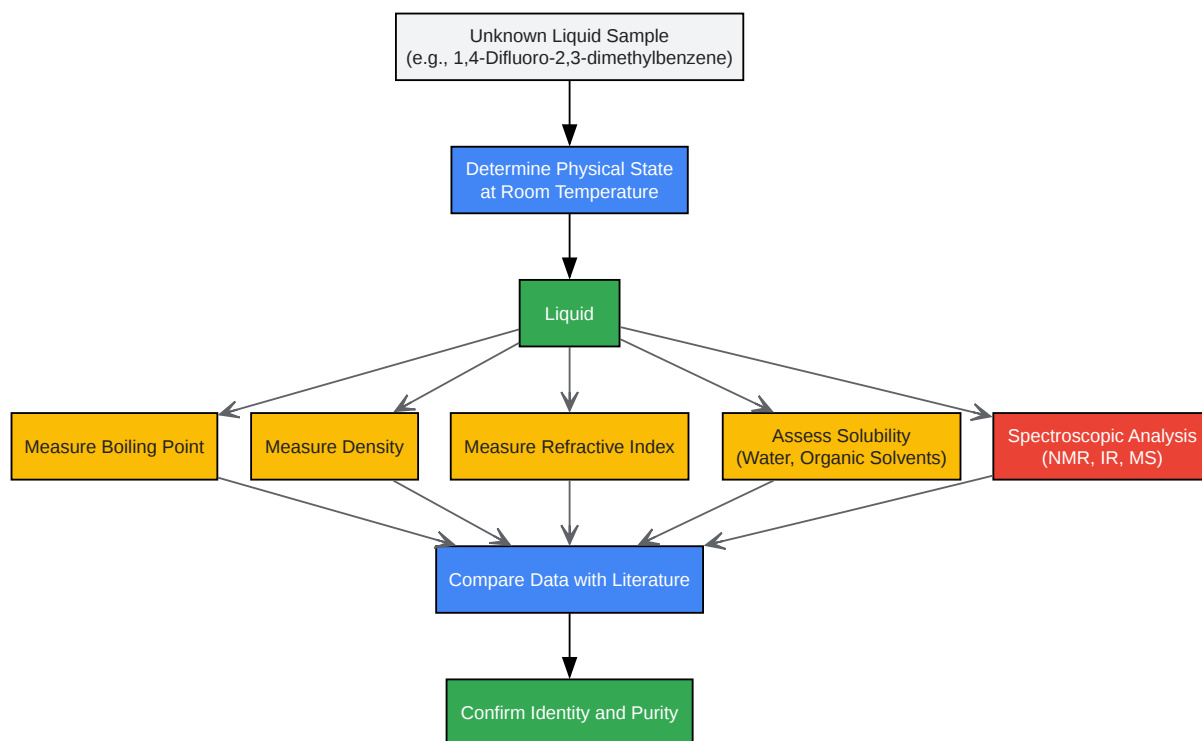 Unknown Liquid Sample
(e.g., 1,4-Difluoro-2,3-dimethylbenzene)
Determine Physical State
at Room Temperature
Liquid
Measure Boiling Point
Measure Density
Measure Refractive Index
Assess Solubility
(Water, Organic Solvents)
Spectroscopic Analysis
(NMR, IR, MS)
Compare Data with Literature
Confirm Identity and Purity